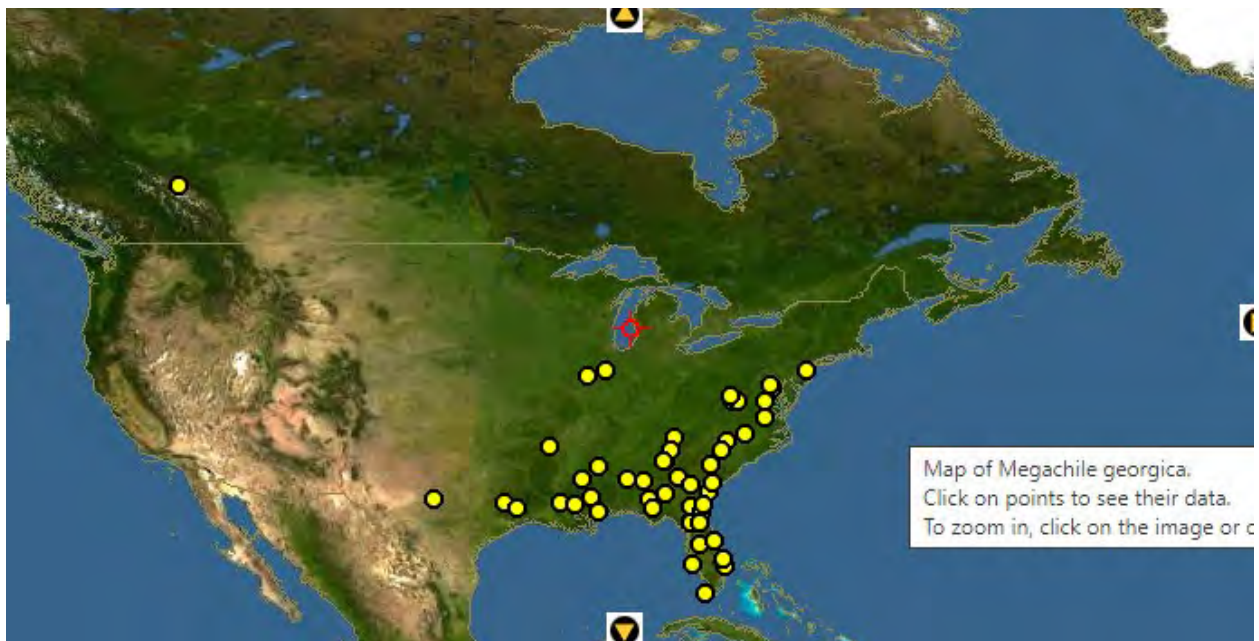 Map of Megachile georgica.
Click on points to see their data.
To zoom in, click on the image or